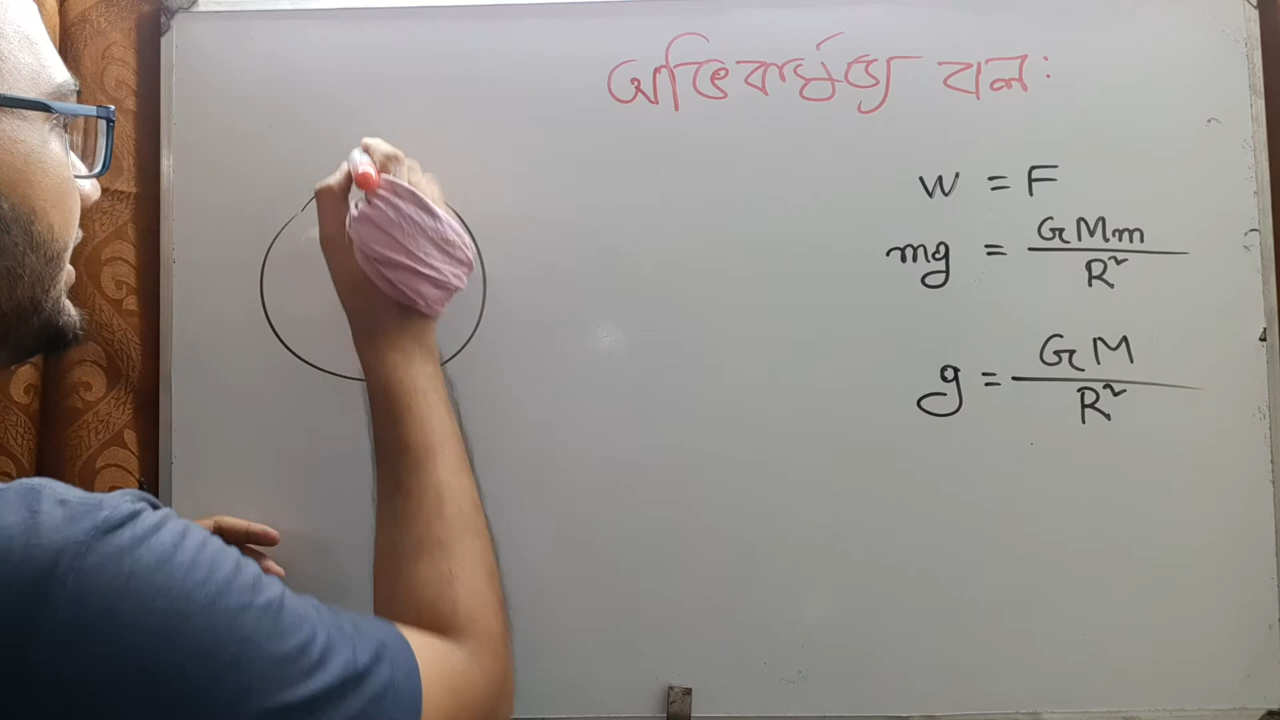 অভিকর্ষজ বল:
W = F
mg = GMm / R²
g = GM / R²